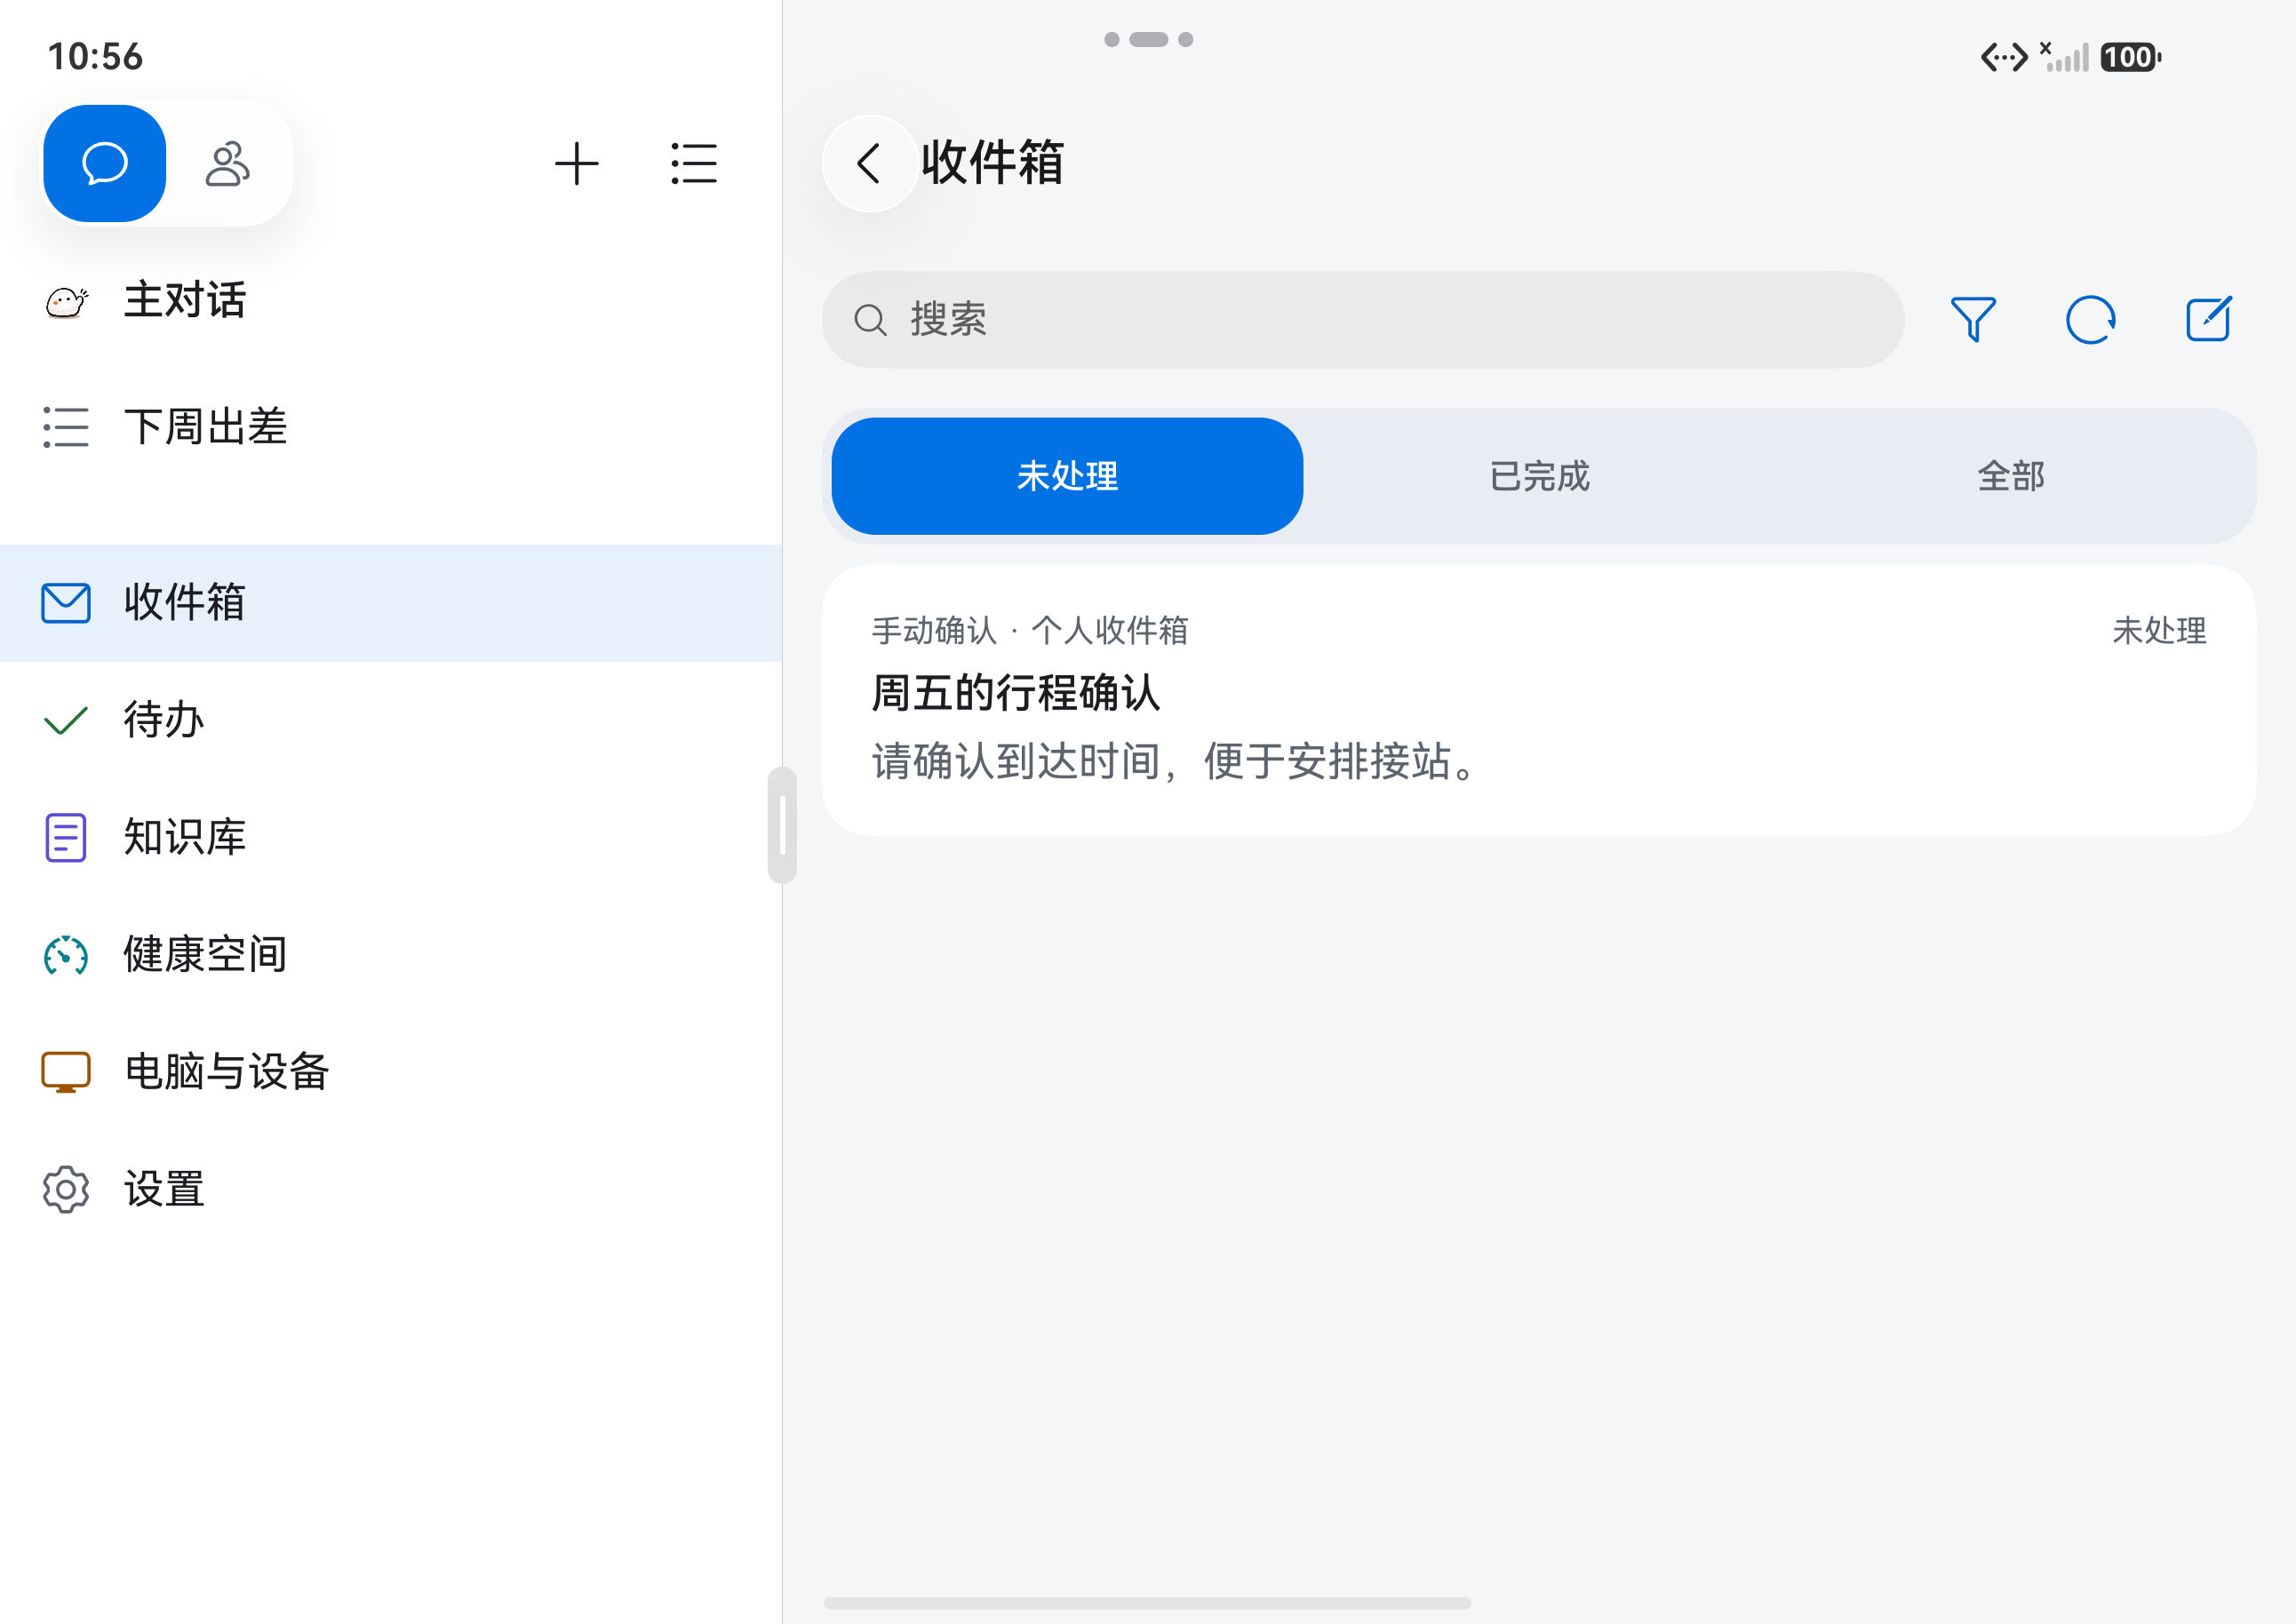 10:56
100
主对话
下周出差
收件箱
待办
知识库
健康空间
电脑与设备
设置
收件箱
搜索
未处理
已完成
全部
手动确认 · 个人收件箱
未处理
周五的行程确认
请确认到达时间，便于安排接站。